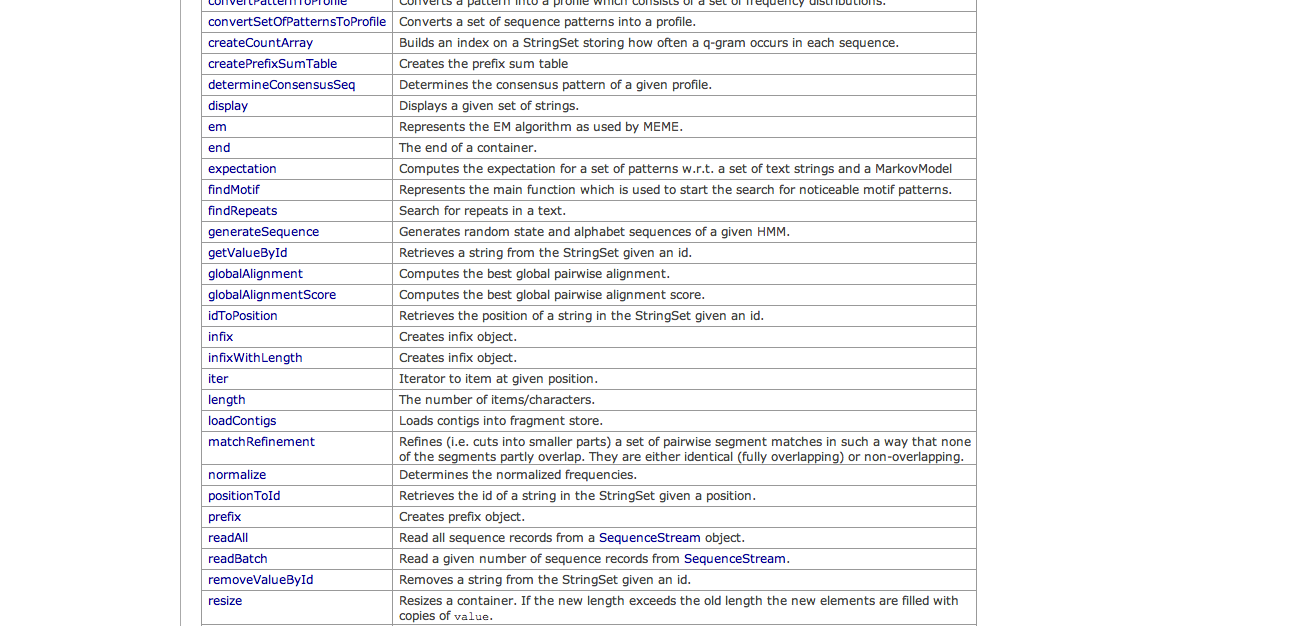 convertPatternToProfile Converts a pattern into a profile which consists of a set of frequency distributions.
convertSetOfPatternsToProfile Converts a set of sequence patterns into a profile.
createCountArray Builds an index on a StringSet storing how often a q-gram occurs in each sequence.
createPrefixSumTable Creates the prefix sum table
determineConsensusSeq Determines the consensus pattern of a given profile.
display Displays a given set of strings.
em Represents the EM algorithm as used by MEME.
end The end of a container.
expectation Computes the expectation for a set of patterns w.r.t. a set of text strings and a MarkovModel
findMotif Represents the main function which is used to start the search for noticeable motif patterns.
findRepeats Search for repeats in a text.
generateSequence Generates random state and alphabet sequences of a given HMM.
getValueById Retrieves a string from the StringSet given an id.
globalAlignment Computes the best global pairwise alignment.
globalAlignmentScore Computes the best global pairwise alignment score.
idToPosition Retrieves the position of a string in the StringSet given an id.
infix Creates infix object.
infixWithLength Creates infix object.
iter Iterator to item at given position.
length The number of items/characters.
loadContigs Loads contigs into fragment store.
matchRefinement Refines (i.e. cuts into smaller parts) a set of pairwise segment matches in such a way that none
of the segments partly overlap. They are either identical (fully overlapping) or non-overlapping.
normalize Determines the normalized frequencies.
positionToId Retrieves the id of a string in the StringSet given a position.
prefix Creates prefix object.
readAll Read all sequence records from a SequenceStream object.
readBatch Read a given number of sequence records from SequenceStream.
removeValueById Removes a string from the StringSet given an id.
resize Resizes a container. If the new length exceeds the old length the new elements are filled with
copies of value.